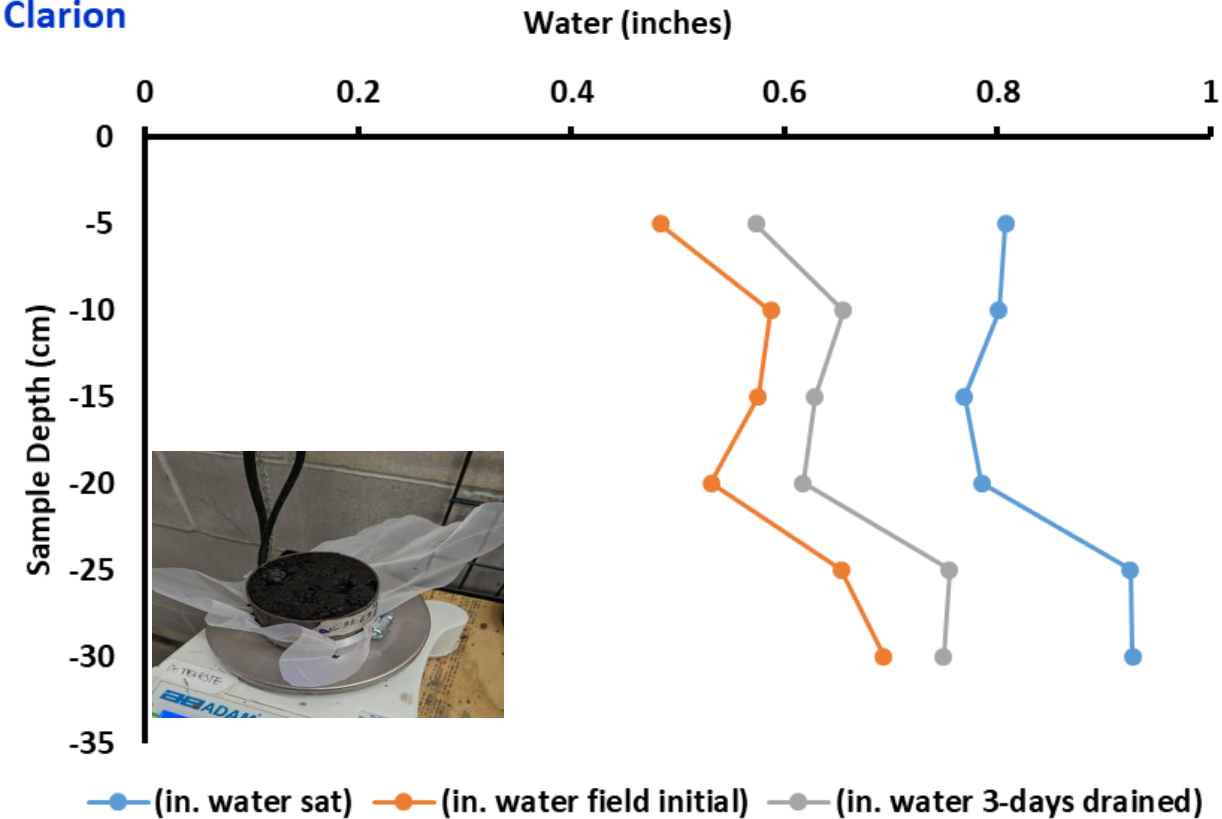 Clarion
Water (inches)
0 0.2 0.4 0.6 0.8 1
0
-5
-10
-15
-20
-25
-30
-35
Sample Depth (cm)
TEKESTE
ADAM
(in. water sat) (in. water field initial) (in. water 3-days drained)